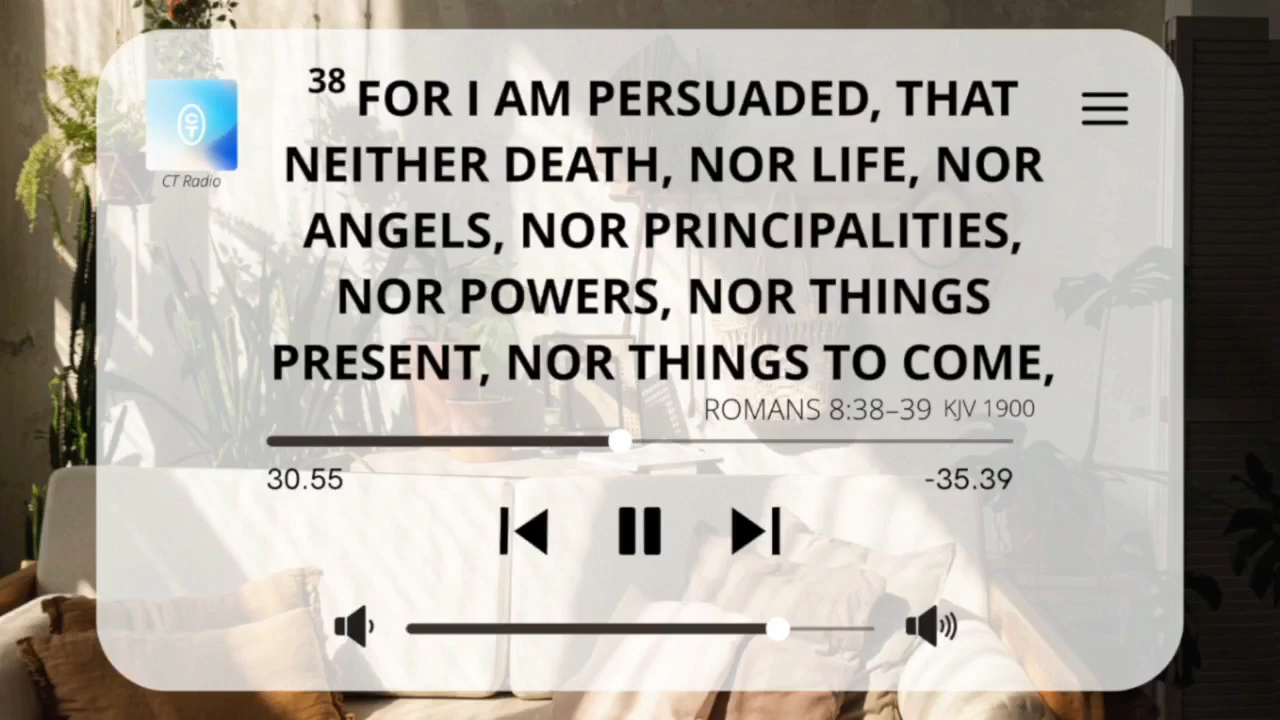 38 FOR I AM PERSUADED, THAT
NEITHER DEATH, NOR LIFE, NOR
ANGELS, NOR PRINCIPALITIES,
NOR POWERS, NOR THINGS
PRESENT, NOR THINGS TO COME,
ROMANS 8:38–39 KJV 1900
CT
CT Radio
30.55
-35.39